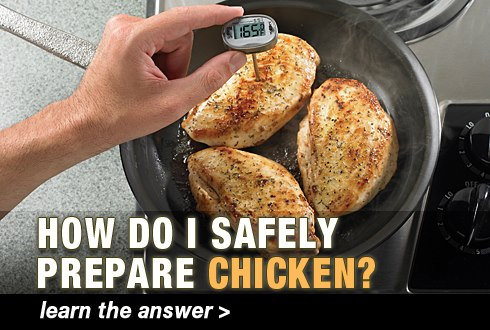 165
HOW DO I SAFELY
PREPARE CHICKEN?
learn the answer >